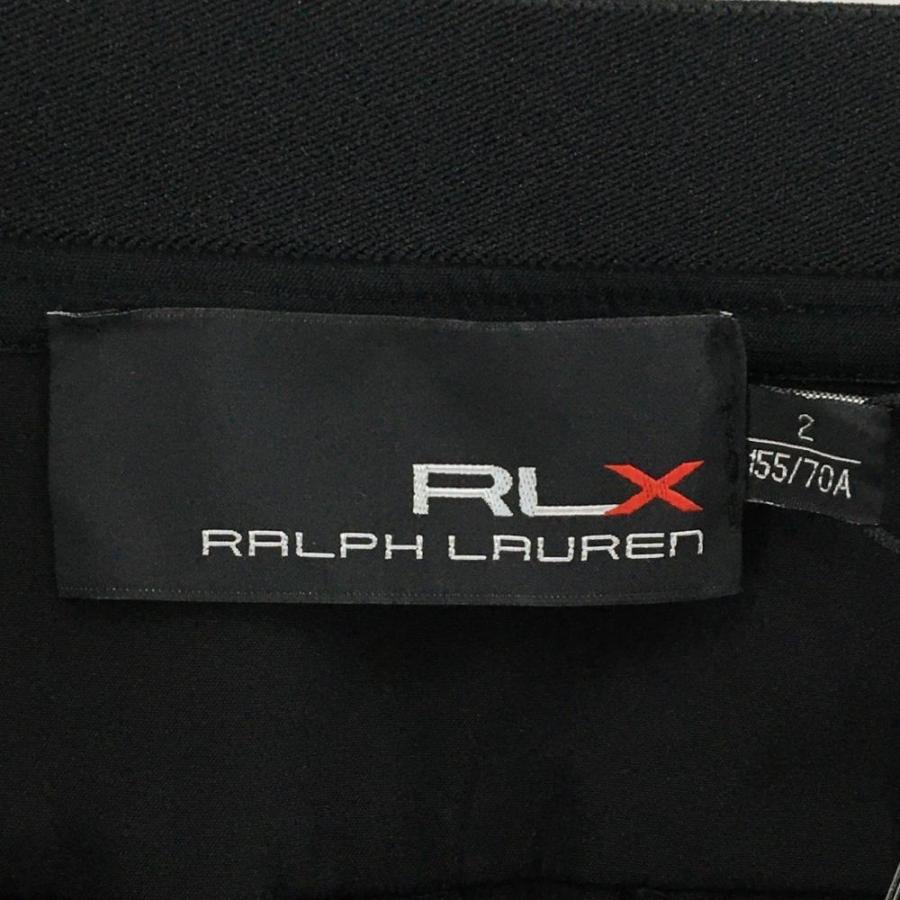 RLX
RALPH LAUREN
2
155/70A